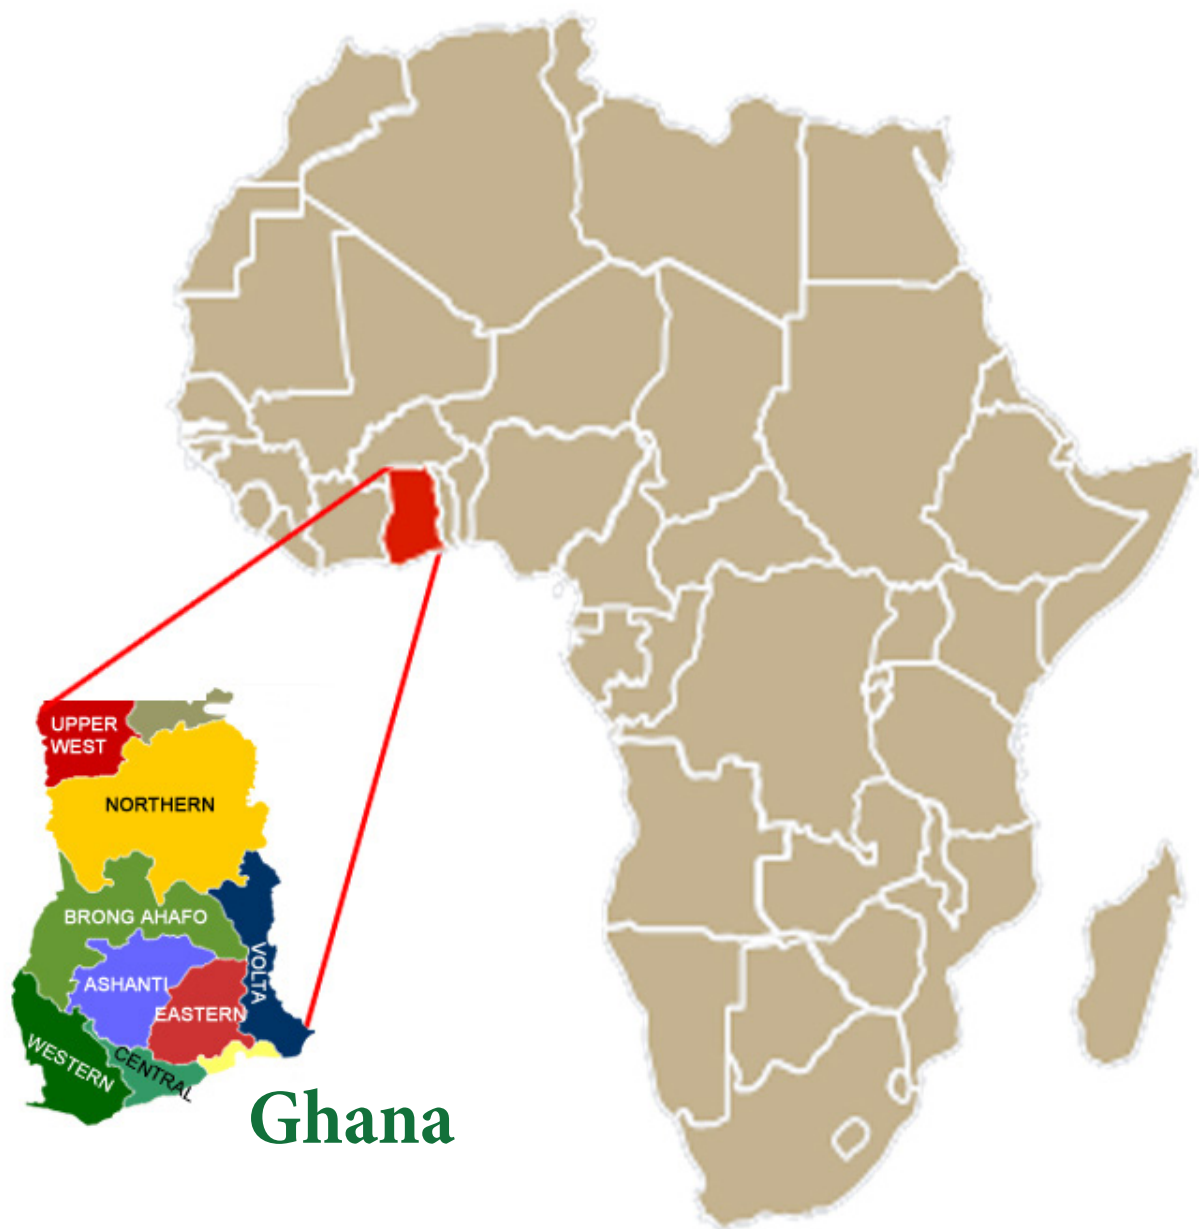 UPPER
WEST
NORTHERN
BRONG AHAFO
VOLTA
ASHANTI
EASTERN
WESTERN
CENTRAL
Ghana